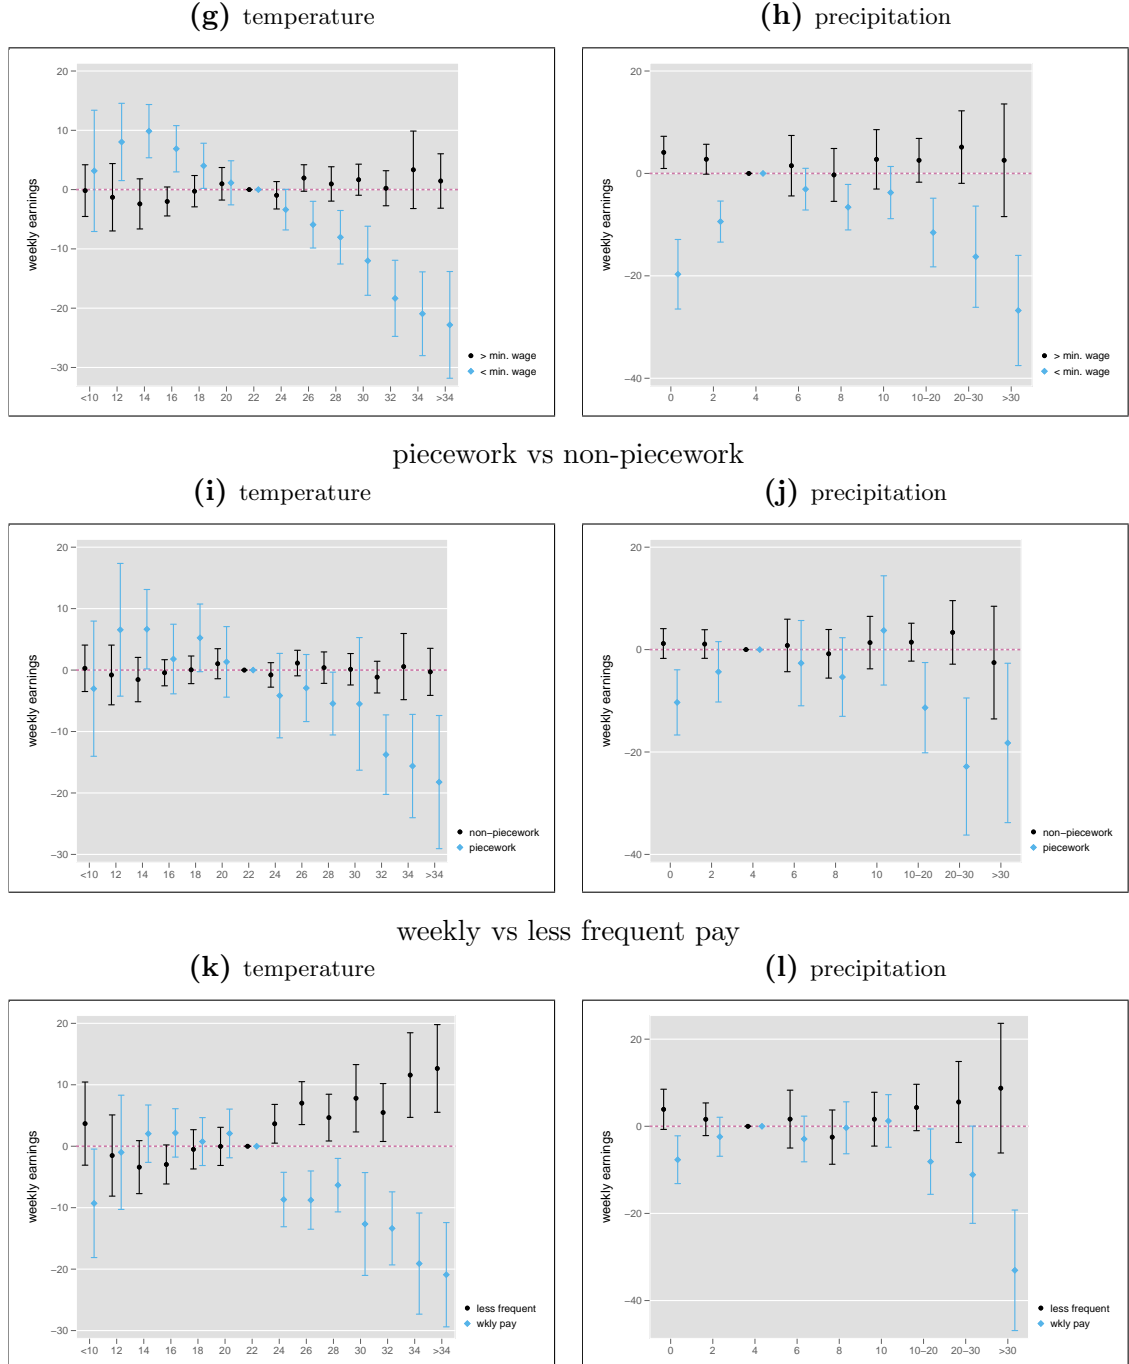 (g) temperature
(h) precipitation
20
10
0
−10
−20
−30
weekly earnings
<10 12 14 16 18 20 22 24 26 28 30 32 34 >34
> min. wage
< min. wage
20
0
−20
−40
weekly earnings
0 2 4 6 8 10 10−20 20−30 >30
> min. wage
< min. wage
piecework vs non-piecework
(i) temperature
(j) precipitation
20
10
0
−10
−20
−30
weekly earnings
<10 12 14 16 18 20 22 24 26 28 30 32 34 >34
non−piecework
piecework
20
0
−20
−40
weekly earnings
0 2 4 6 8 10 10−20 20−30 >30
non−piecework
piecework
weekly vs less frequent pay
(k) temperature
(l) precipitation
20
10
0
−10
−20
−30
weekly earnings
<10 12 14 16 18 20 22 24 26 28 30 32 34 >34
less frequent
wkly pay
20
0
−20
−40
weekly earnings
0 2 4 6 8 10 10−20 20−30 >30
less frequent
wkly pay